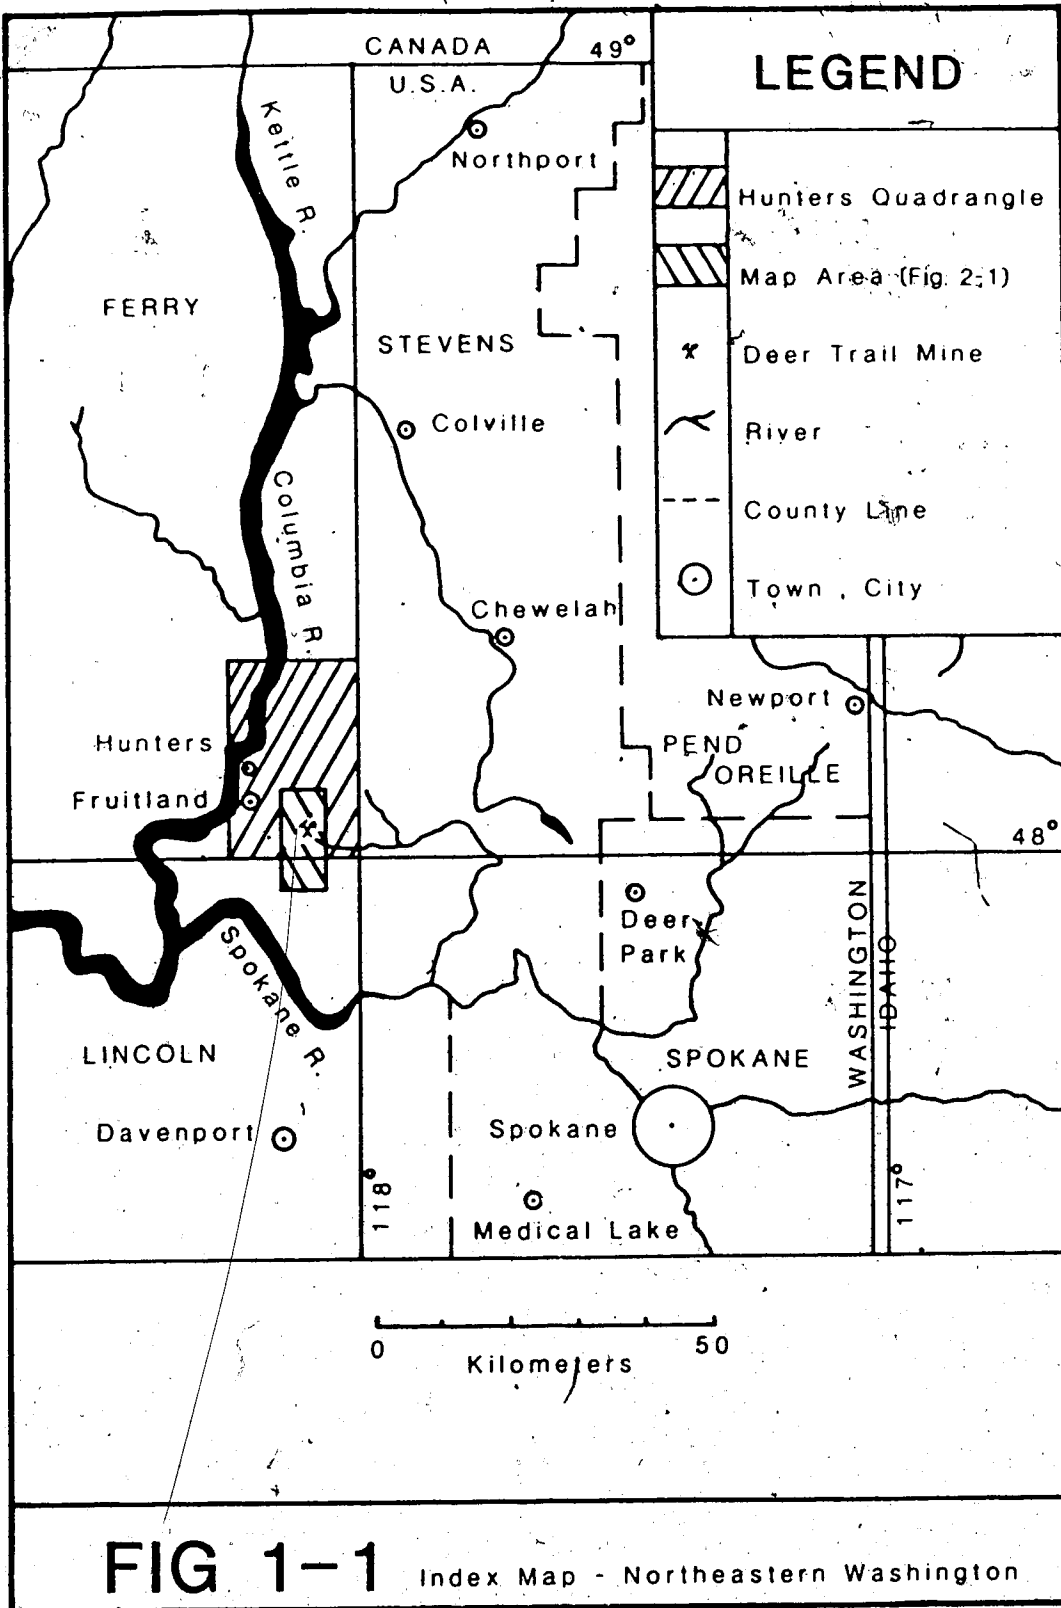 CANADA
49°
U.S.A.
LEGEND
Kettle R.
Northport
Hunters Quadrangle
Map Area (Fig. 2-1)
FERRY
STEVENS
Deer Trail Mine
Colville
River
Columbia R.
County Line
Chewelah
Town, City
Newport
Hunters
PEND
OREILLE
Fruitland
48°
Deer
Park
WASHINGTON
IDAHO
Spokane R.
LINCOLN
SPOKANE
Davenport
Spokane
118°
117°
Medical Lake
0 50
Kilometers
FIG 1-1 Index Map - Northeastern Washington